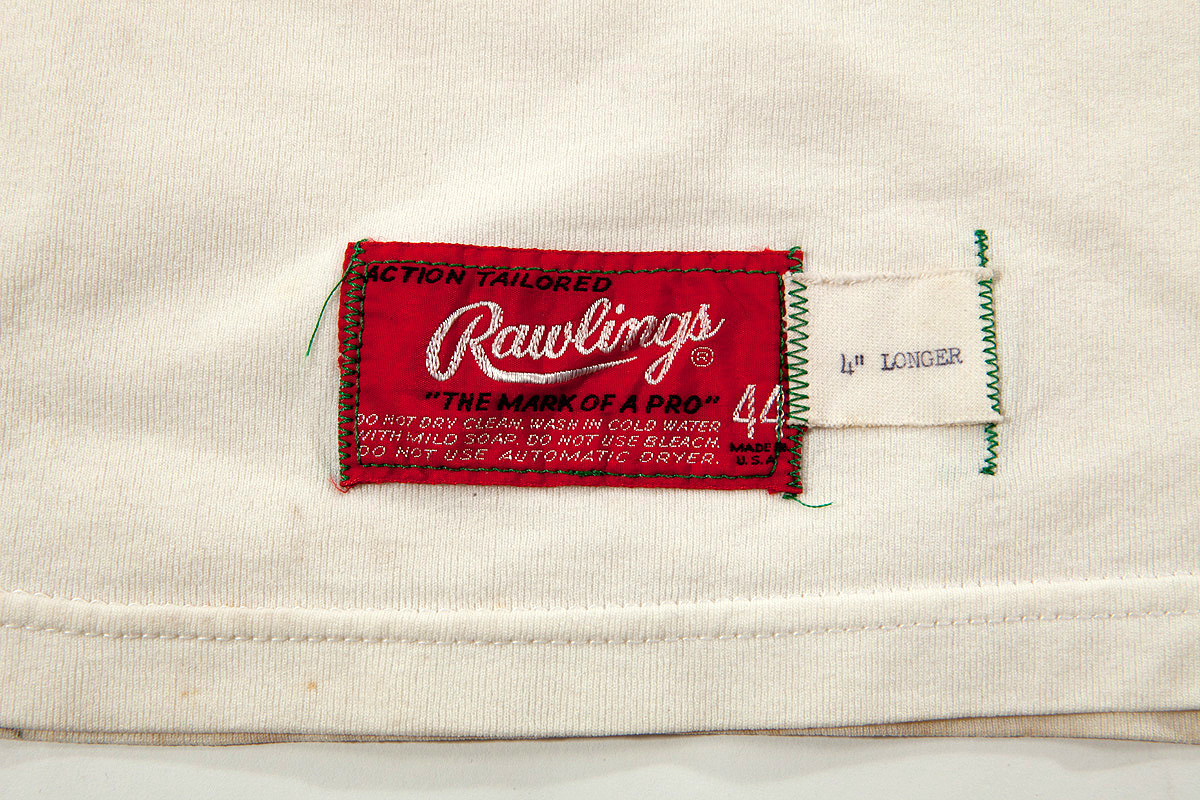 ACTION TAILORED
Rawlings ®
"THE MARK OF A PRO"
44
DO NOT DRY CLEAN. WASH IN COLD WATER
WITH MILD SOAP. DO NOT USE BLEACH.
DO NOT USE AUTOMATIC DRYER.
MADE
U.S.A
4" LONGER